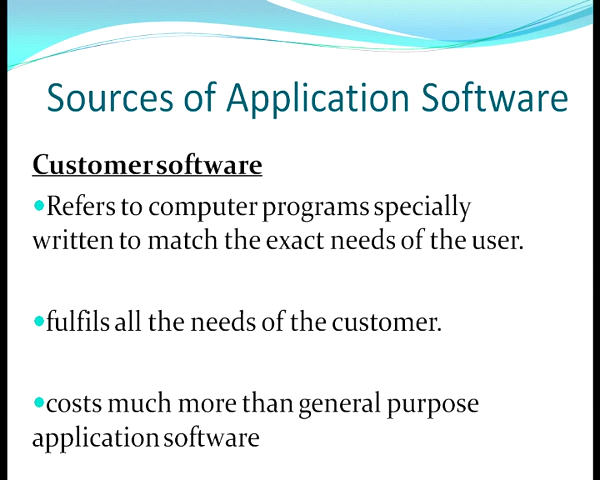 Sources of Application Software
Customer software
•Refers to computer programs specially
written to match the exact needs of the user.
•fulfils all the needs of the customer.
•costs much more than general purpose
application software